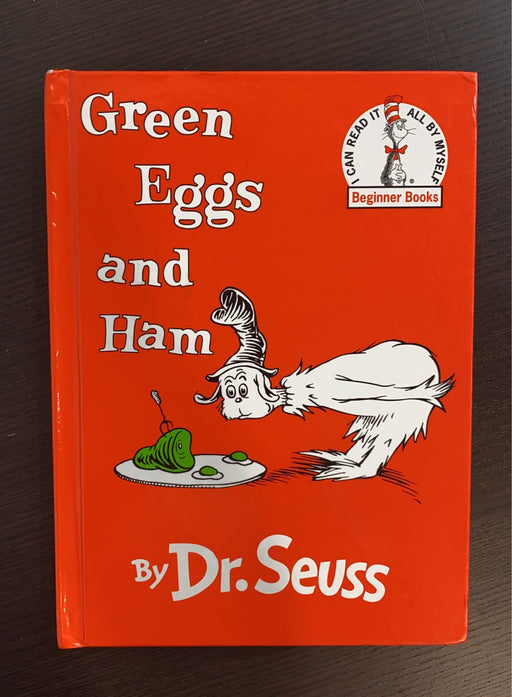 Green
Eggs
and
Ham
I CAN READ IT ALL BY MYSELF
Beginner Books
By Dr. Seuss